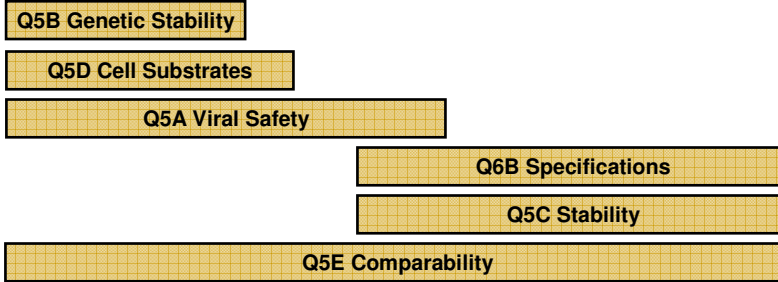 Q5B Genetic Stability
Q5D Cell Substrates
Q5A Viral Safety
Q6B Specifications
Q5C Stability
Q5E Comparability